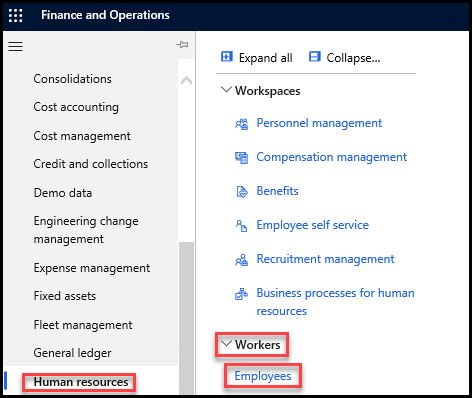 Finance and Operations
Consolidations
Cost accounting
Cost management
Credit and collections
Demo data
Engineering change
management
Expense management
Fixed assets
Fleet management
General ledger
Human resources
Expand all
Collapse...
Workspaces
Personnel management
Compensation management
Benefits
Employee self service
Recruitment management
Business processes for human
resources
Workers
Employees